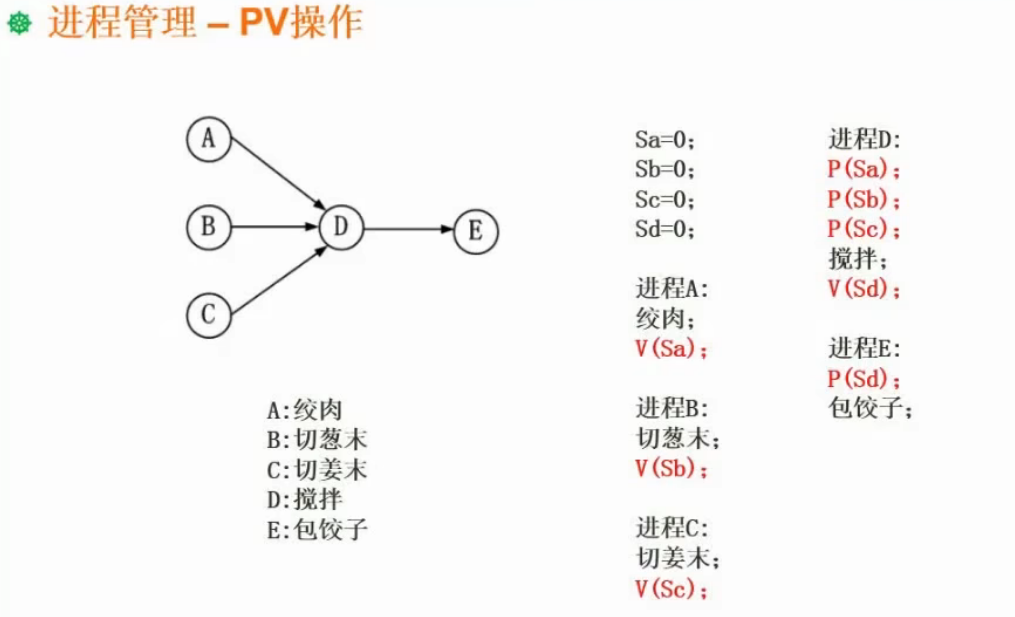 进程管理 – PV操作
A
B
C
D
E
A:绞肉
B:切葱末
C:切姜末
D:搅拌
E:包饺子
Sa=0;
Sb=0;
Sc=0;
Sd=0;
进程A:
绞肉;
V(Sa);
进程B:
切葱末;
V(Sb);
进程C:
切姜末;
V(Sc);
进程D:
P(Sa);
P(Sb);
P(Sc);
搅拌;
V(Sd);
进程E:
P(Sd);
包饺子;